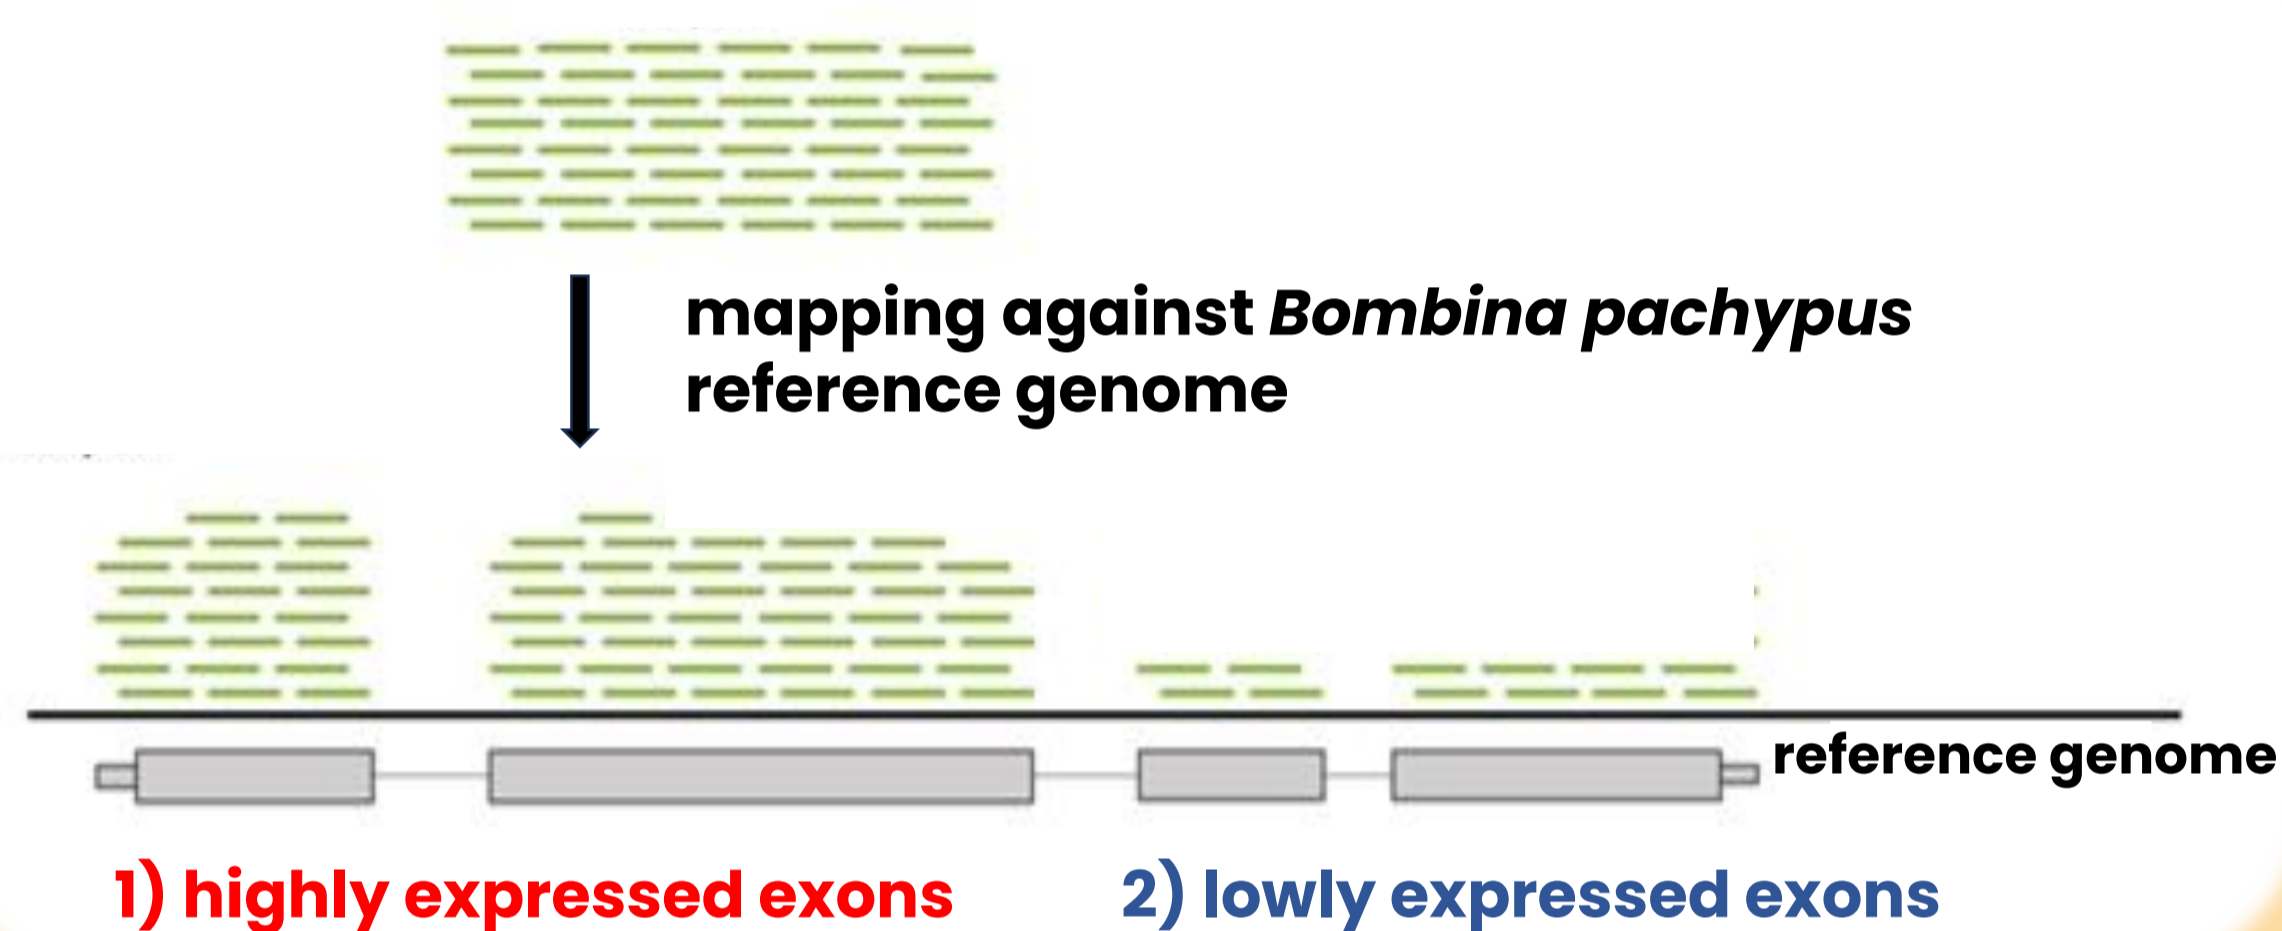 mapping against Bombina pachypus
reference genome
reference genome
1) highly expressed exons
2) lowly expressed exons